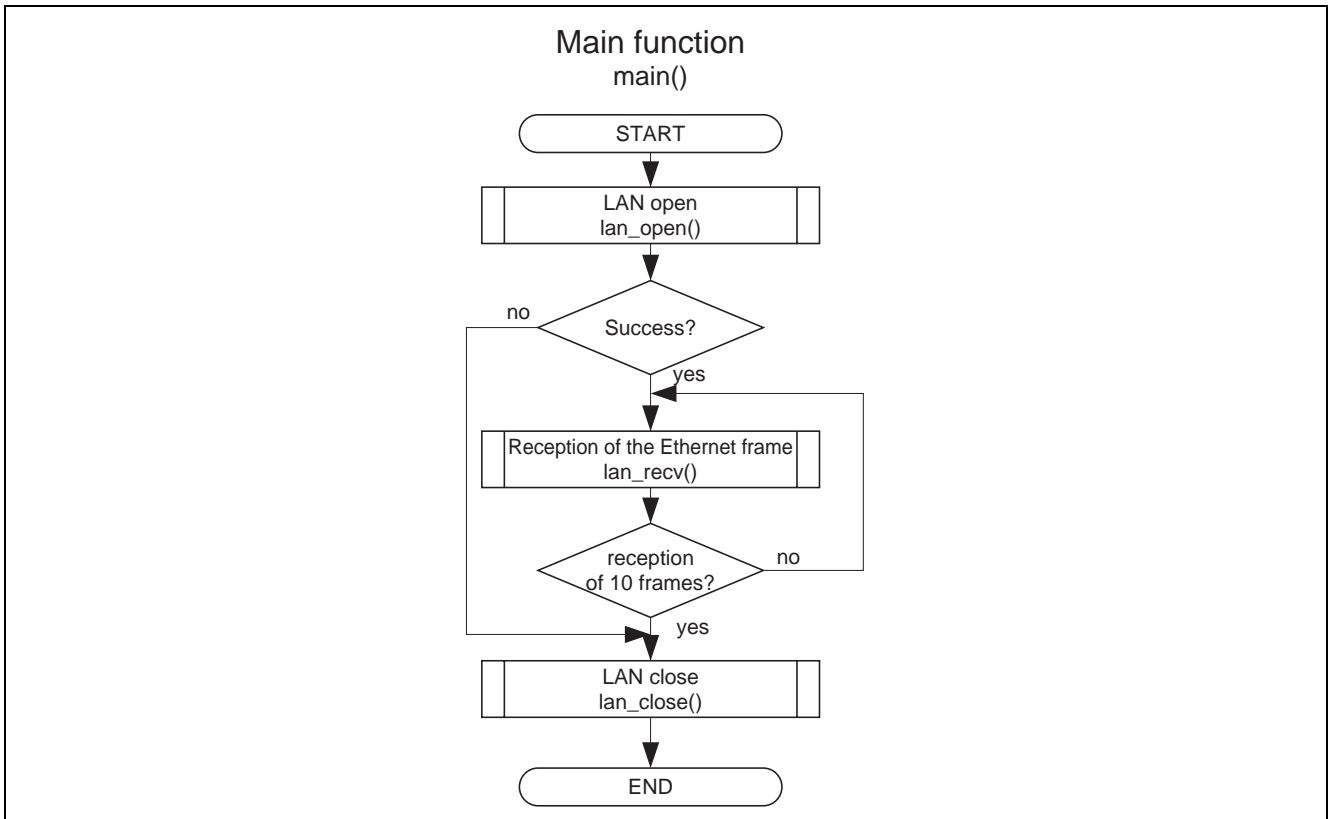 Main function
main()
START
LAN open
lan_open()
no
Success?
yes
Reception of the Ethernet frame
lan_recv()
reception
of 10 frames?
no
yes
LAN close
lan_close()
END